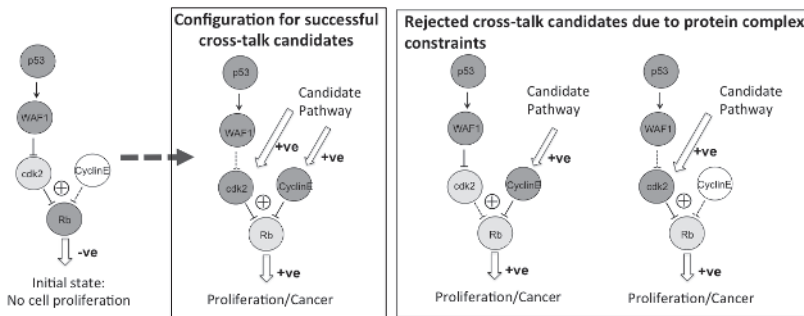 Configuration for successful
cross-talk candidates
Rejected cross-talk candidates due to protein complex
constraints
p53
WAF1
cdk2
CyclinE
Rb
-ve
Initial state:
No cell proliferation
p53
Candidate
Pathway
WAF1
+ve
+ve
cdk2
CyclinE
Rb
+ve
Proliferation/Cancer
p53
Candidate
Pathway
WAF1
+ve
cdk2
CyclinE
Rb
+ve
Proliferation/Cancer
p53
Candidate
Pathway
WAF1
+ve
cdk2
CyclinE
Rb
+ve
Proliferation/Cancer